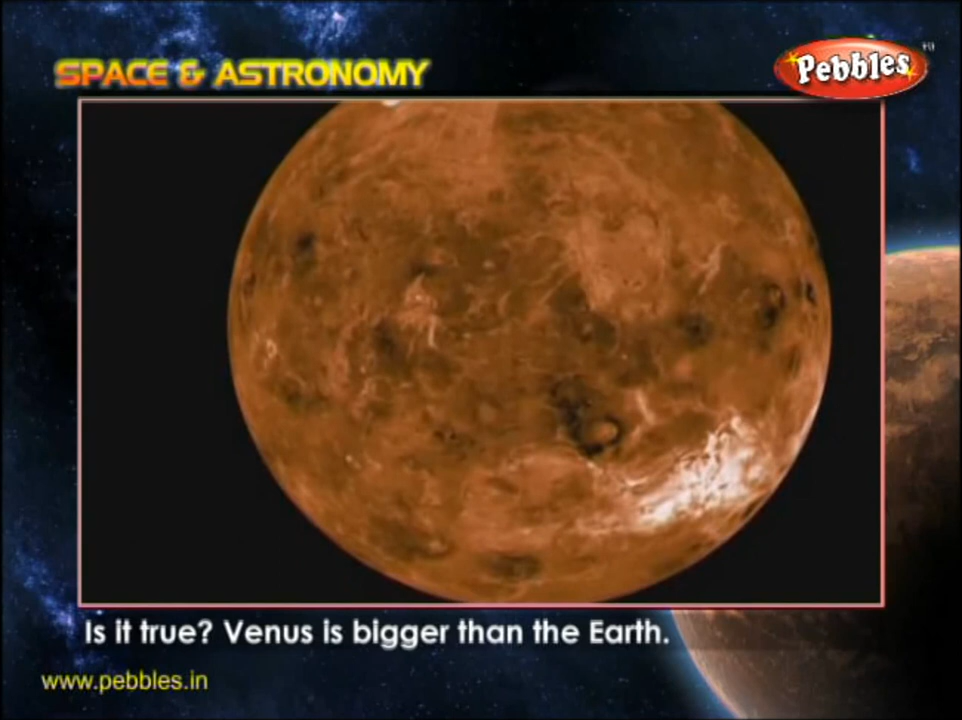 SPACE & ASTRONOMY
Pebbles
Is it true? Venus is bigger than the Earth.
www.pebbles.in